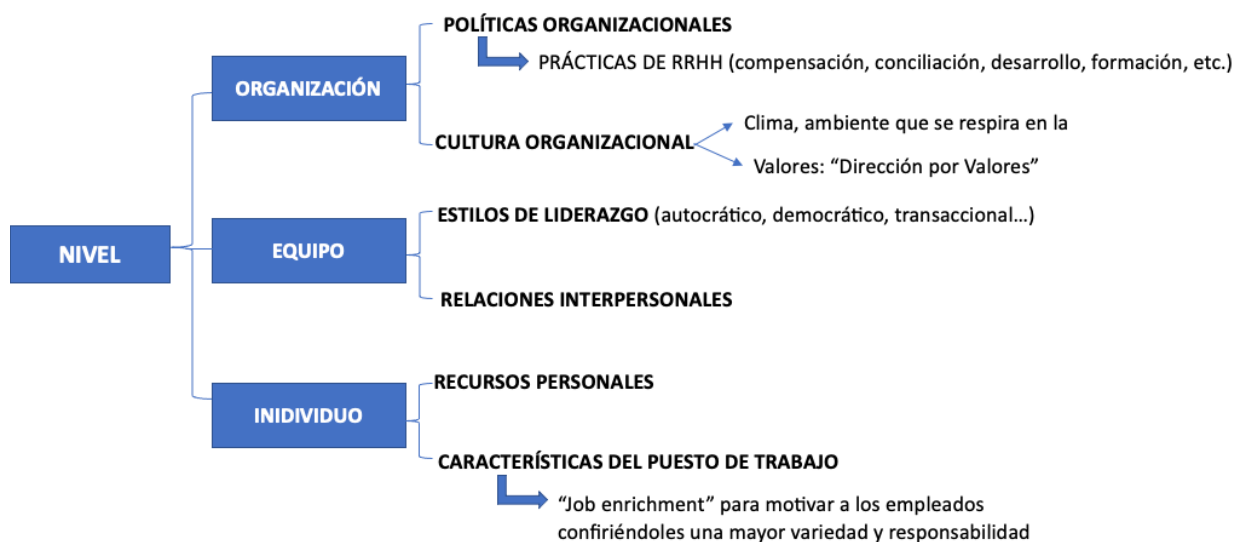 POLÍTICAS ORGANIZACIONALES
PRÁCTICAS DE RRHH (compensación, conciliación, desarrollo, formación, etc.)
ORGANIZACIÓN
Clima, ambiente que se respira en la
CULTURA ORGANIZACIONAL
Valores: “Dirección por Valores”
ESTILOS DE LIDERAZGO (autocrático, democrático, transaccional...)
NIVEL
EQUIPO
RELACIONES INTERPERSONALES
RECURSOS PERSONALES
INIDIVIDUO
CARACTERÍSTICAS DEL PUESTO DE TRABAJO
“Job enrichment” para motivar a los empleados
confiriéndoles una mayor variedad y responsabilidad